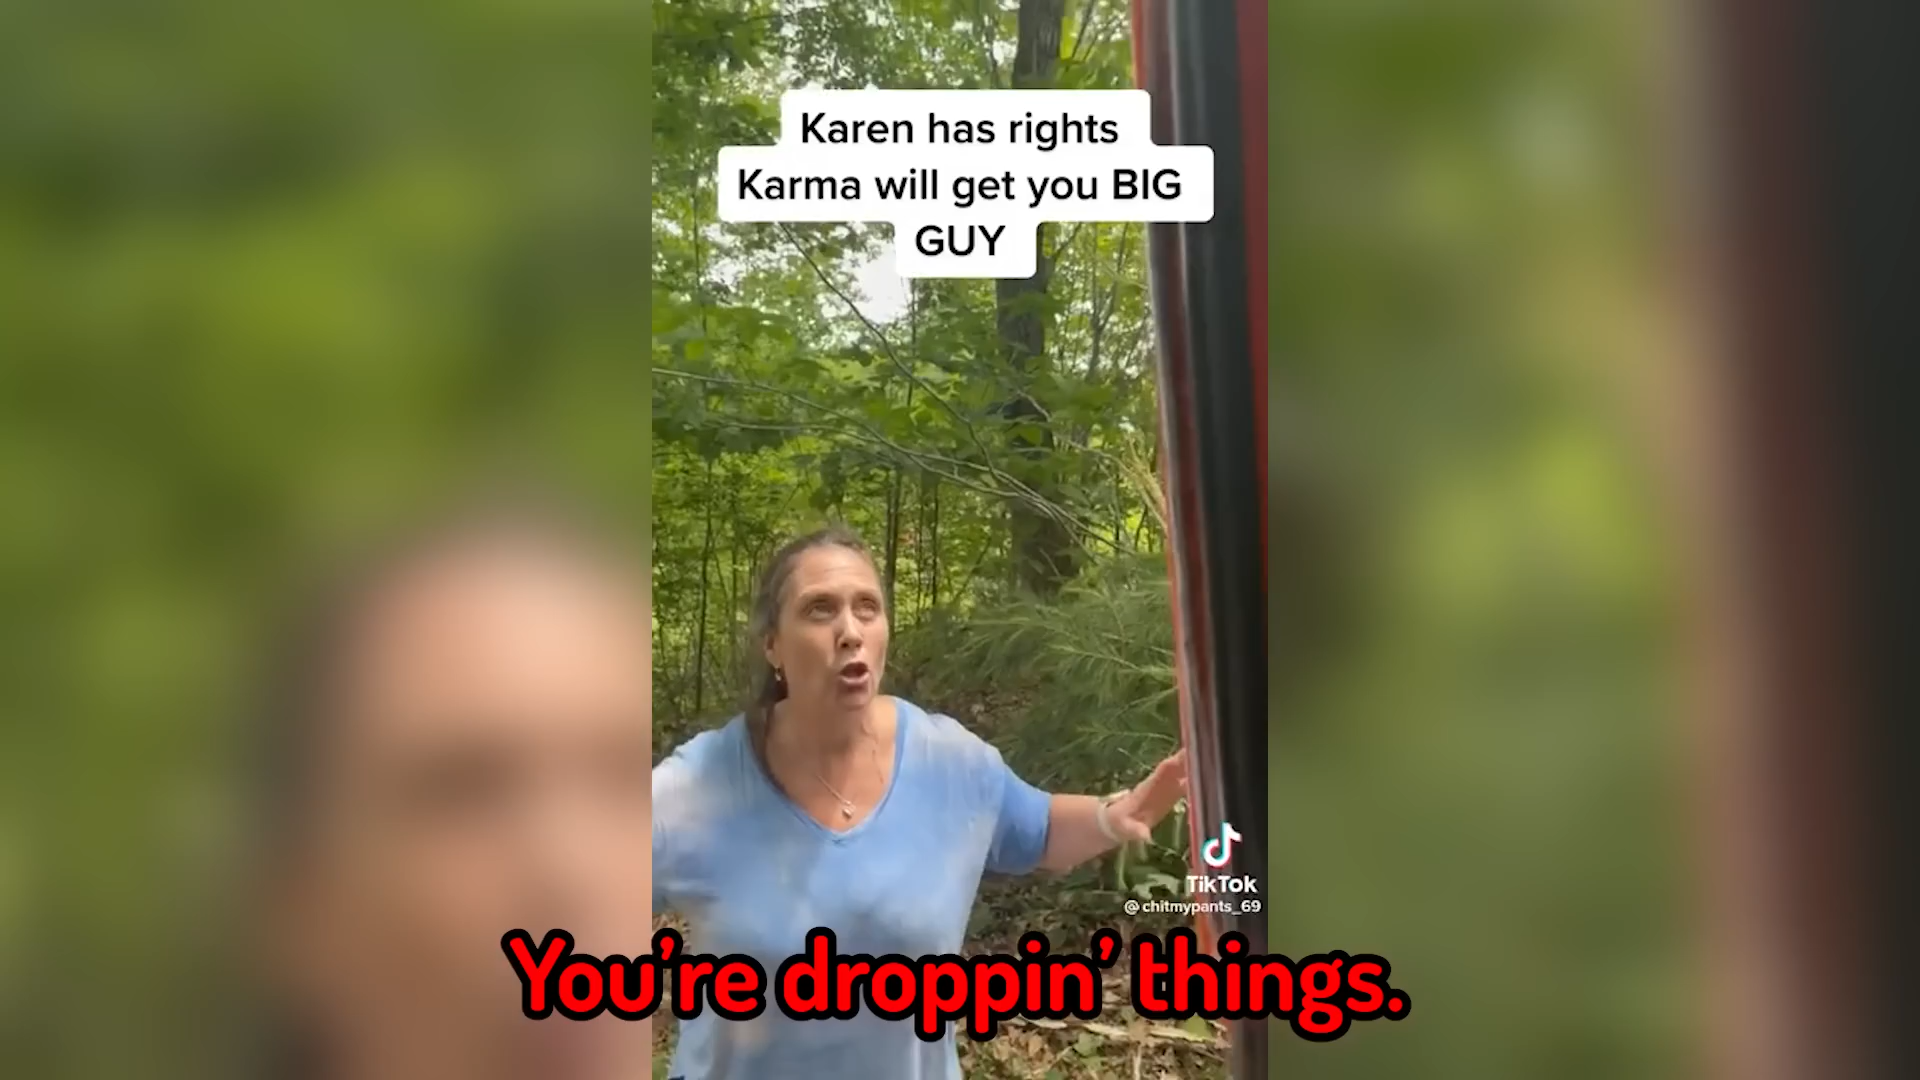 Karen has rights
Karma will get you BIG
GUY
TikTok
@chitmypants_69
You're droppin' things.